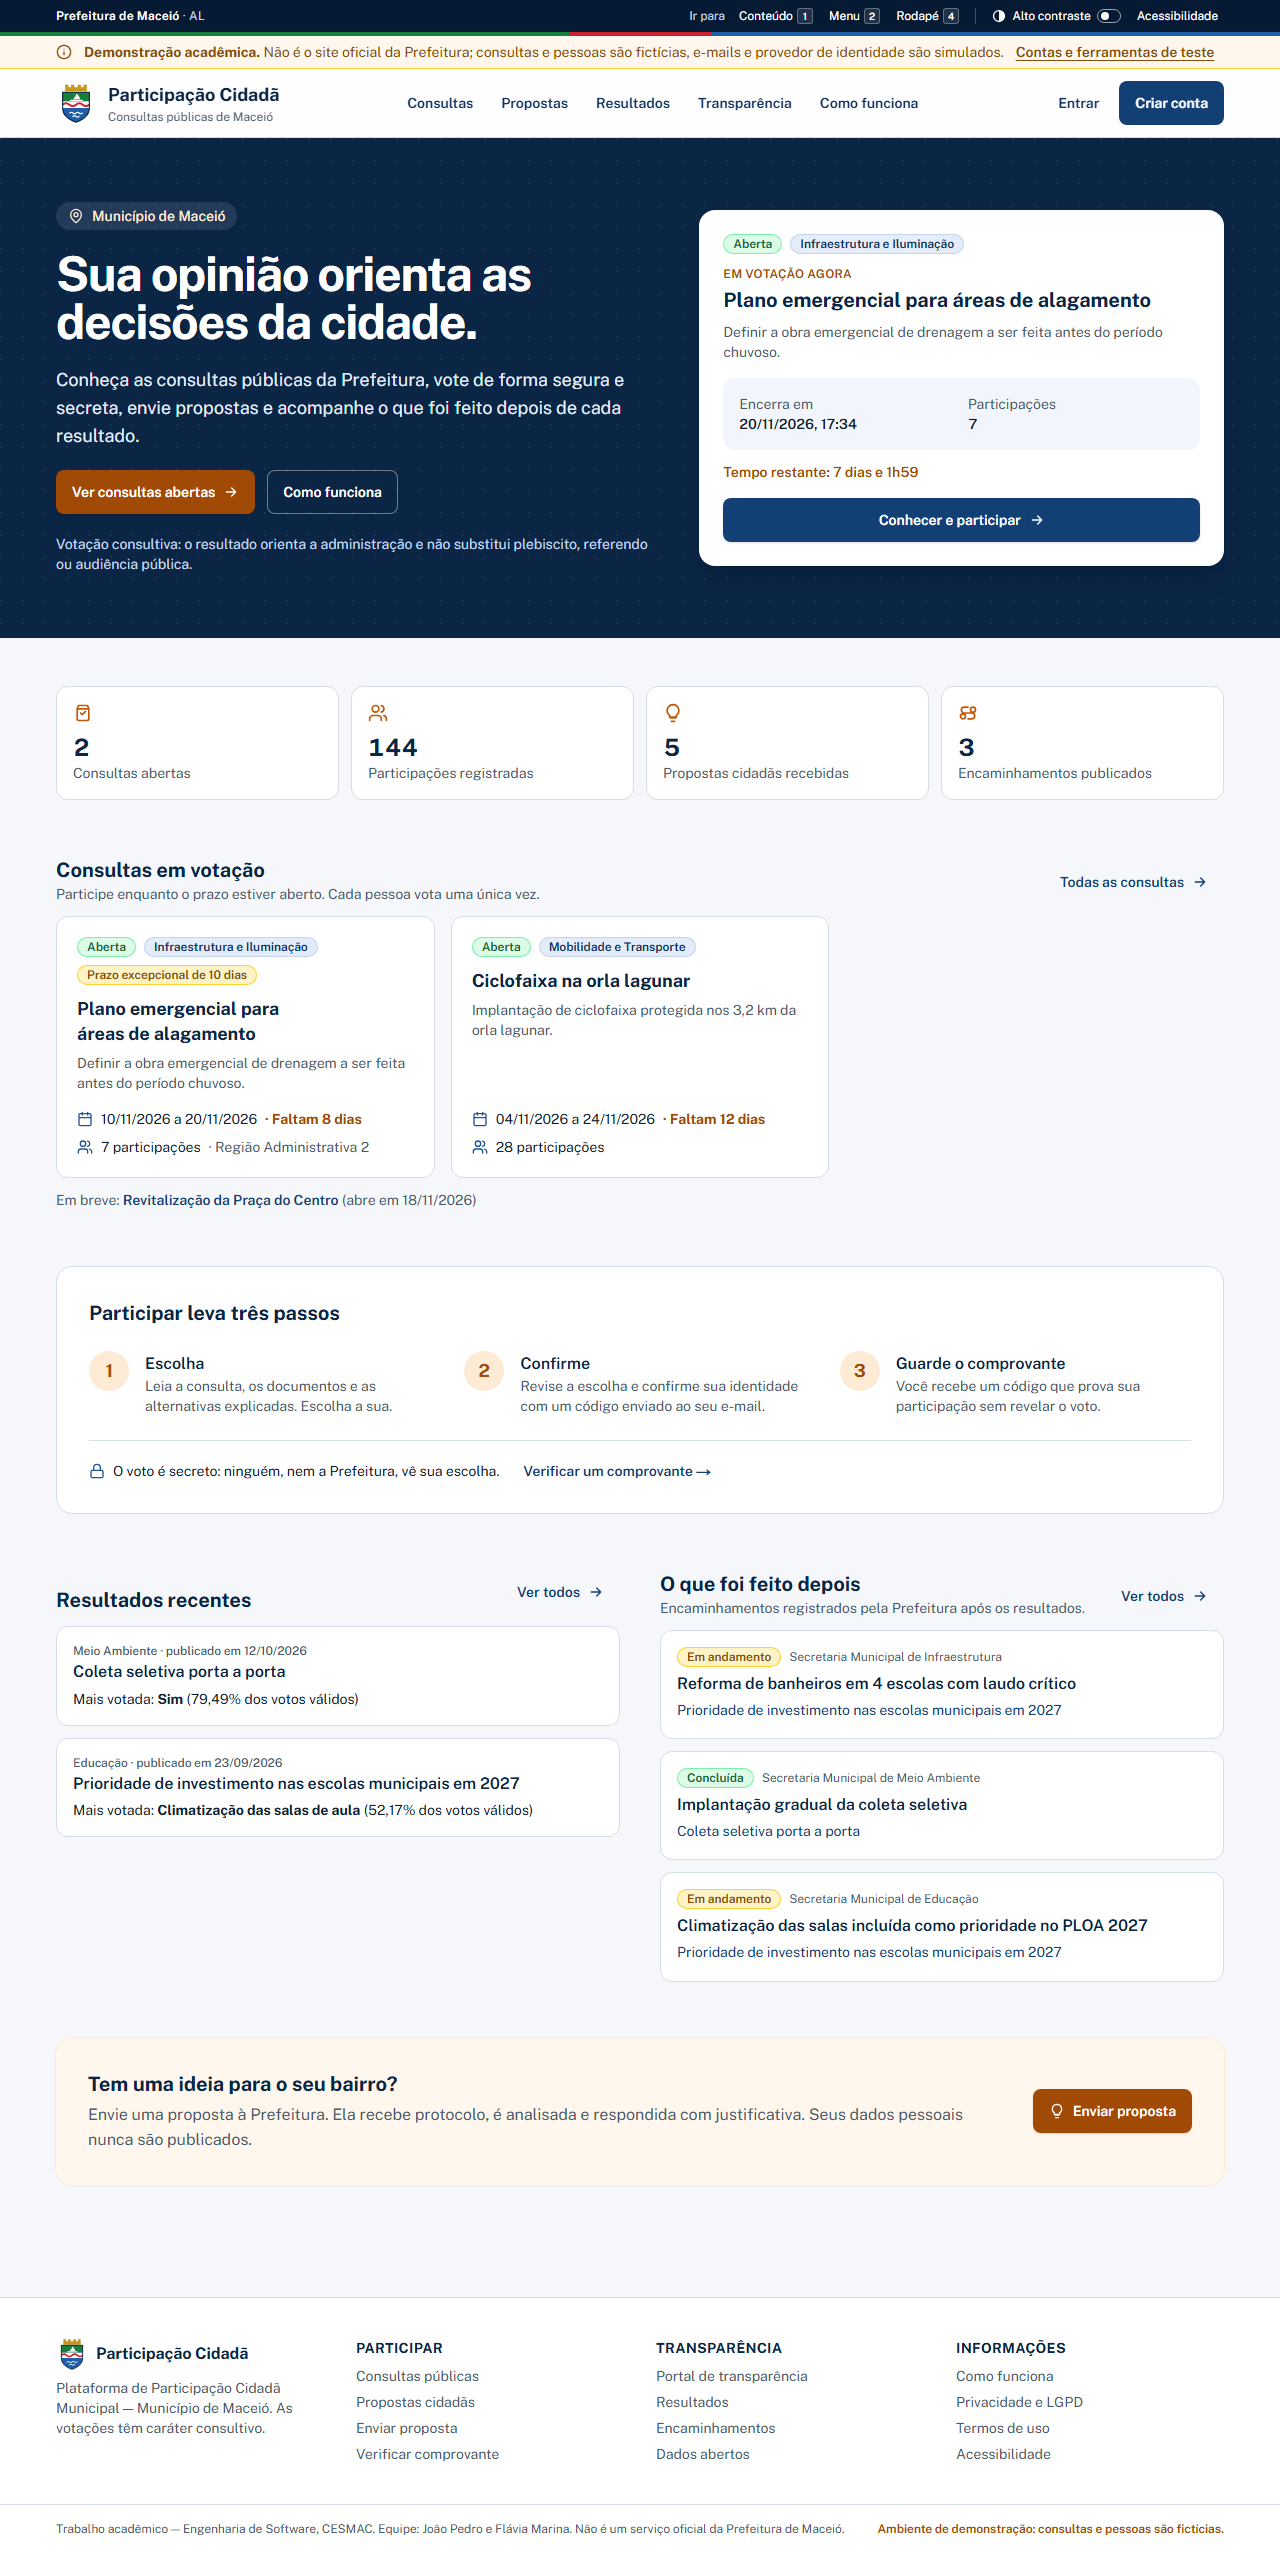 Prefeitura de Maceió · AL
Ir para Conteúdo 1 Menu 2 Rodapé 4 Alto contraste Acessibilidade
Demonstração acadêmica. Não é o site oficial da Prefeitura; consultas e pessoas são fictícias, e-mails e provedor de identidade são simulados. Contas e ferramentas de teste
Participação Cidadã
Consultas públicas de Maceió
Consultas Propostas Resultados Transparência Como funciona
Entrar Criar conta
Município de Maceió
Sua opinião orienta as
decisões da cidade.
Conheça as consultas públicas da Prefeitura, vote de forma segura e
secreta, envie propostas e acompanhe o que foi feito depois de cada
resultado.
Ver consultas abertas → Como funciona
Votação consultiva: o resultado orienta a administração e não substitui plebiscito, referendo
ou audiência pública.
Aberta Infraestrutura e Iluminação
EM VOTAÇÃO AGORA
Plano emergencial para áreas de alagamento
Definir a obra emergencial de drenagem a ser feita antes do período
chuvoso.
Encerra em Participações
20/11/2026, 17:34 7
Tempo restante: 7 dias e 1h59
Conhecer e participar →
2
Consultas abertas
144
Participações registradas
5
Propostas cidadãs recebidas
3
Encaminhamentos publicados
Consultas em votação
Participe enquanto o prazo estiver aberto. Cada pessoa vota uma única vez.
Todas as consultas →
Aberta Infraestrutura e Iluminação
Prazo excepcional de 10 dias
Plano emergencial para
áreas de alagamento
Definir a obra emergencial de drenagem a ser feita
antes do período chuvoso.
10/11/2026 a 20/11/2026 · Faltam 8 dias
7 participações · Região Administrativa 2
Aberta Mobilidade e Transporte
Ciclofaixa na orla lagunar
Implantação de ciclofaixa protegida nos 3,2 km da
orla lagunar.
04/11/2026 a 24/11/2026 · Faltam 12 dias
28 participações
Em breve: Revitalização da Praça do Centro (abre em 18/11/2026)
Participar leva três passos
1 Escolha
Leia a consulta, os documentos e as
alternativas explicadas. Escolha a sua.
2 Confirme
Revise a escolha e confirme sua identidade
com um código enviado ao seu e-mail.
3 Guarde o comprovante
Você recebe um código que prova sua
participação sem revelar o voto.
O voto é secreto: ninguém, nem a Prefeitura, vê sua escolha. Verificar um comprovante →
Resultados recentes
Ver todos →
Meio Ambiente · publicado em 12/10/2026
Coleta seletiva porta a porta
Mais votada: Sim (79,49% dos votos válidos)
Educação · publicado em 23/09/2026
Prioridade de investimento nas escolas municipais em 2027
Mais votada: Climatização das salas de aula (52,17% dos votos válidos)
O que foi feito depois
Encaminhamentos registrados pela Prefeitura após os resultados.
Ver todos →
Em andamento Secretaria Municipal de Infraestrutura
Reforma de banheiros em 4 escolas com laudo crítico
Prioridade de investimento nas escolas municipais em 2027
Concluída Secretaria Municipal de Meio Ambiente
Implantação gradual da coleta seletiva
Coleta seletiva porta a porta
Em andamento Secretaria Municipal de Educação
Climatização das salas incluída como prioridade no PLOA 2027
Prioridade de investimento nas escolas municipais em 2027
Tem uma ideia para o seu bairro?
Envie uma proposta à Prefeitura. Ela recebe protocolo, é analisada e respondida com justificativa. Seus dados pessoais
nunca são publicados.
Enviar proposta
Participação Cidadã
Plataforma de Participação Cidadã
Municipal — Município de Maceió. As
votações têm caráter consultivo.
PARTICIPAR
Consultas públicas
Propostas cidadãs
Enviar proposta
Verificar comprovante
TRANSPARÊNCIA
Portal de transparência
Resultados
Encaminhamentos
Dados abertos
INFORMAÇÕES
Como funciona
Privacidade e LGPD
Termos de uso
Acessibilidade
Trabalho acadêmico — Engenharia de Software, CESMAC. Equipe: João Pedro e Flávia Marina. Não é um serviço oficial da Prefeitura de Maceió.
Ambiente de demonstração: consultas e pessoas são fictícias.